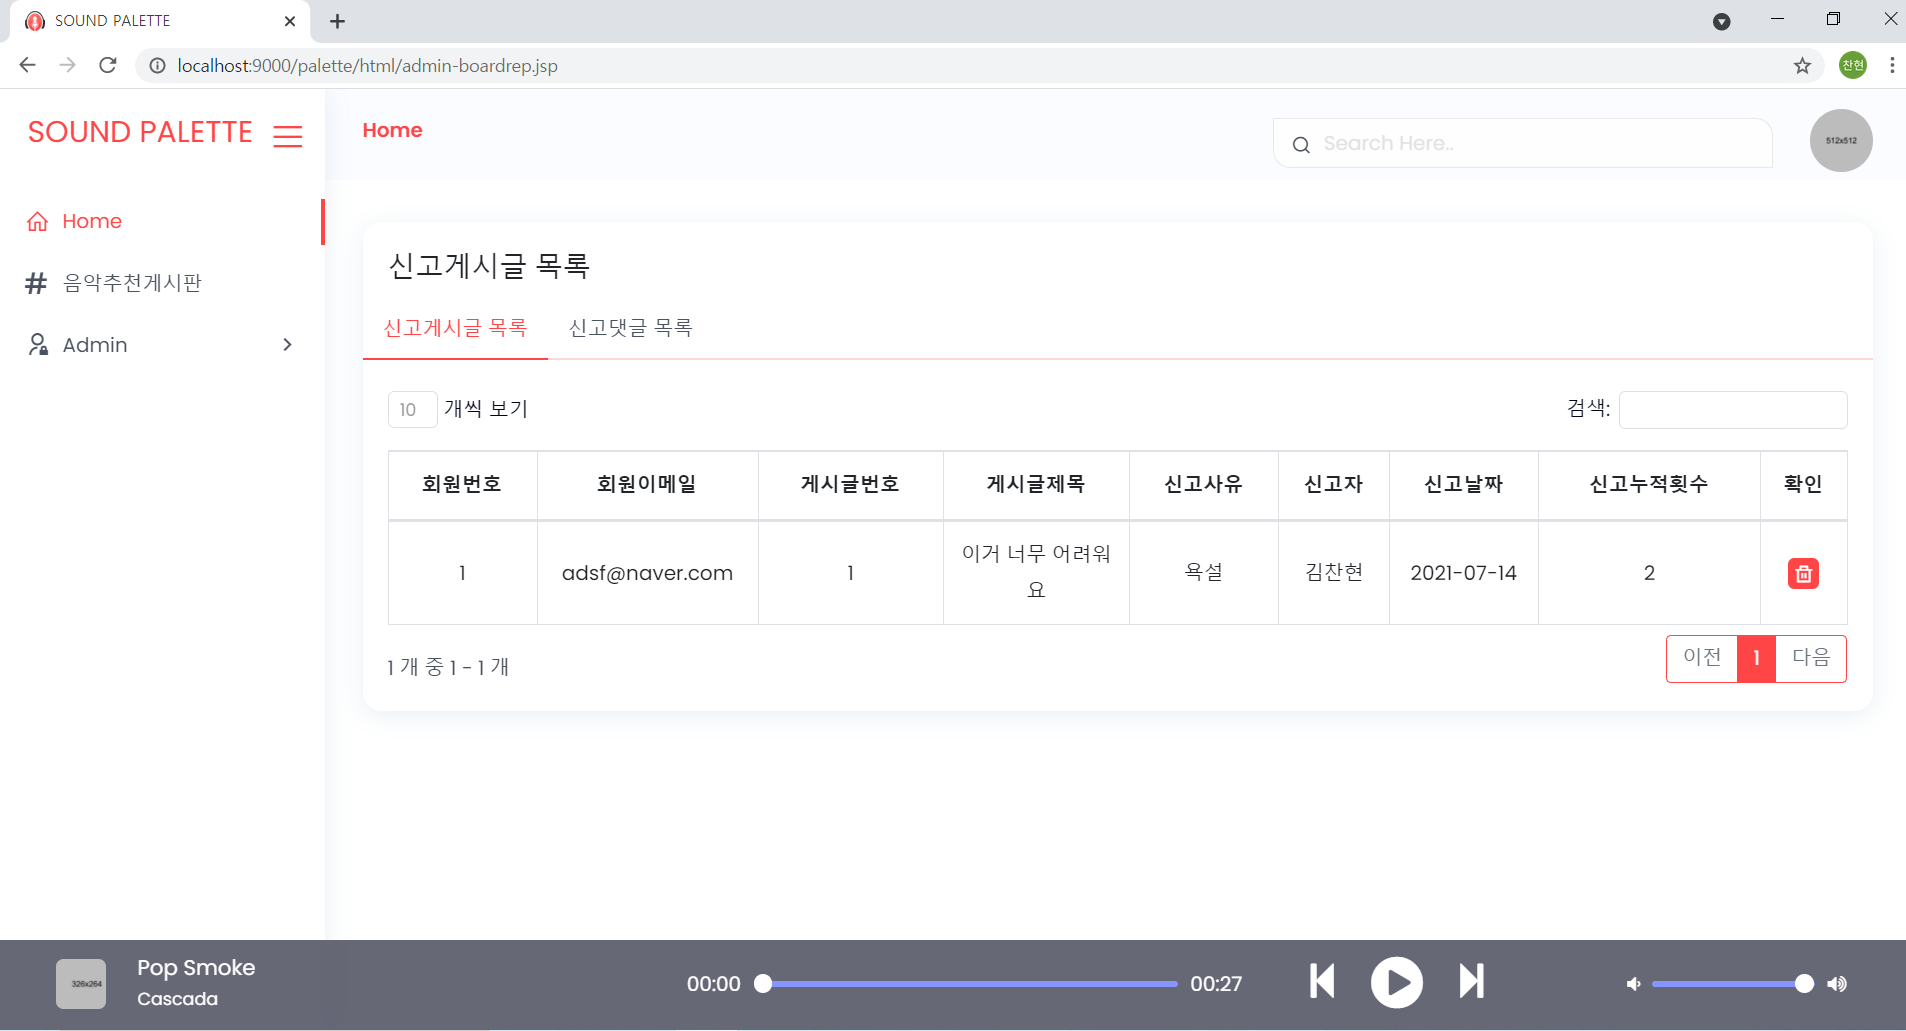 SOUND PALETTE
localhost:9000/palette/html/admin-boardrep.jsp
찬현
SOUND PALETTE
Home
Search Here..
512x512
Home
음악추천게시판
Admin
신고게시글 목록
신고게시글 목록 신고댓글 목록
10 개씩 보기
검색:
회원번호 회원이메일 게시글번호 게시글제목 신고사유 신고자 신고날짜 신고누적횟수 확인
1 adsf@naver.com 1 이거 너무 어려워
요 욕설 김찬현 2021-07-14 2
1 개 중 1 - 1 개
이전 1 다음
326x264
Pop Smoke
Cascada
00:00 00:27